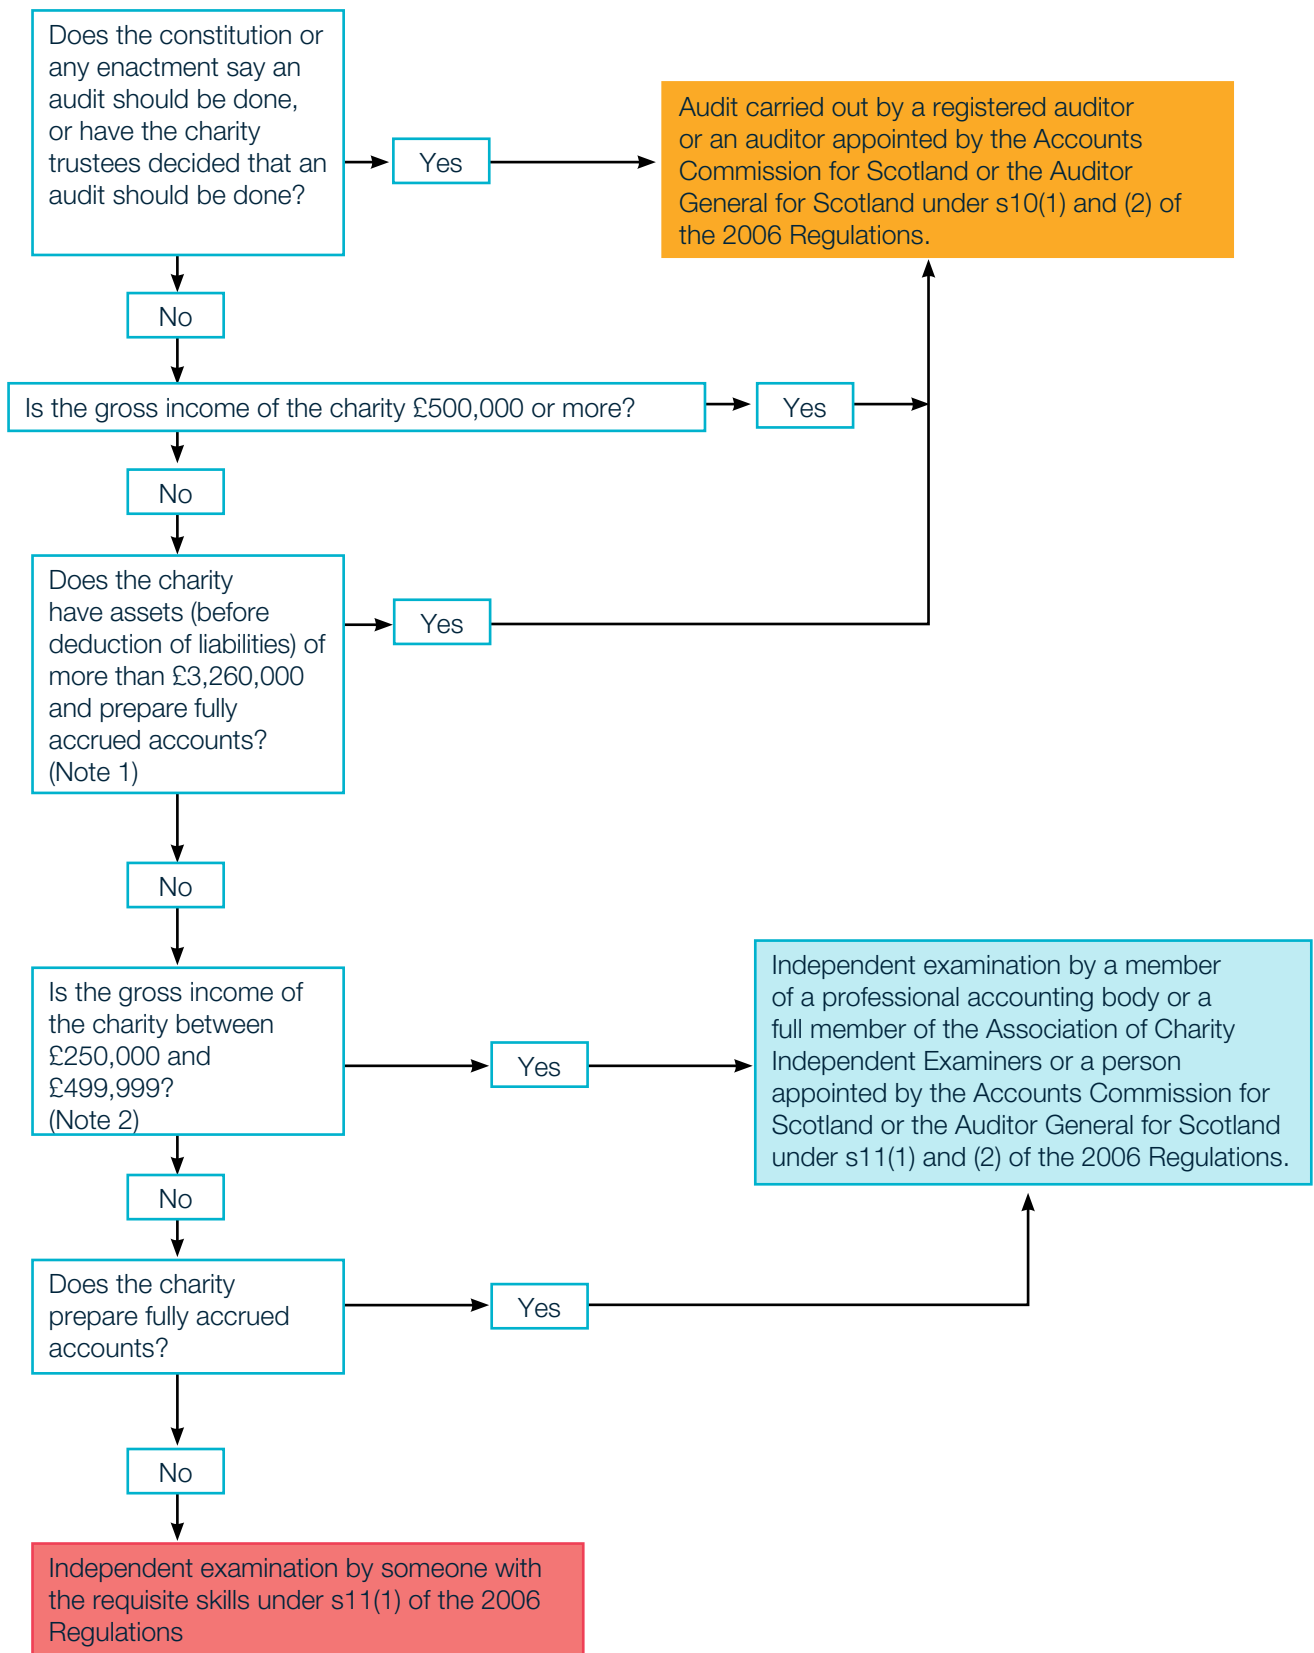 Does the constitution or
any enactment say an
audit should be done,
or have the charity
trustees decided that an
audit should be done?
Yes
Audit carried out by a registered auditor
or an auditor appointed by the Accounts
Commission for Scotland or the Auditor
General for Scotland under s10(1) and (2) of
the 2006 Regulations.
No
Is the gross income of the charity £500,000 or more?
Yes
No
Does the charity
have assets (before
deduction of liabilities) of
more than £3,260,000
and prepare fully
accrued accounts?
(Note 1)
Yes
No
Is the gross income of
the charity between
£250,000 and
£499,999?
(Note 2)
Yes
Independent examination by a member
of a professional accounting body or a
full member of the Association of Charity
Independent Examiners or a person
appointed by the Accounts Commission for
Scotland or the Auditor General for Scotland
under s11(1) and (2) of the 2006 Regulations.
No
Does the charity
prepare fully accrued
accounts?
Yes
No
Independent examination by someone with
the requisite skills under s11(1) of the 2006
Regulations